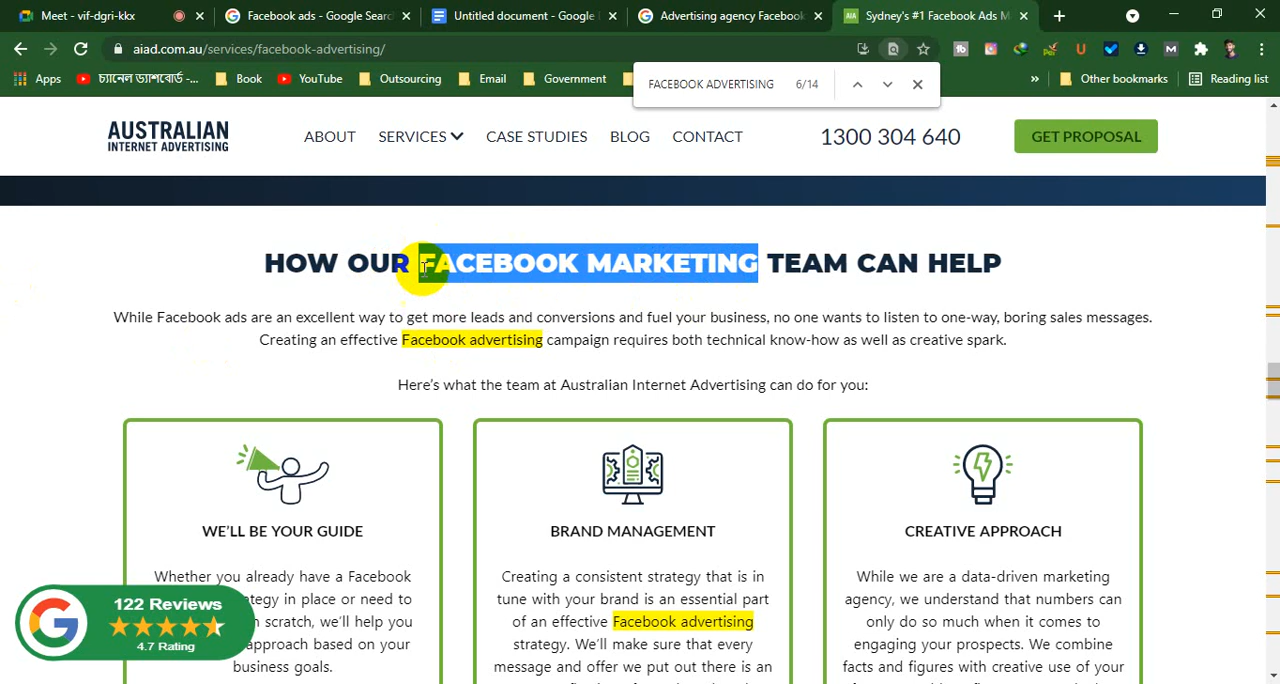 Meet - vif-dgri-kkx
Facebook ads - Google Searc
Untitled document - Google
Advertising agency Facebook
Sydney's #1 Facebook Ads M
aiad.com.au/services/facebook-advertising/
Apps
চ্যানেল ড্যাশবোর্ড -...
Book
YouTube
Outsourcing
Email
Government
»
Other bookmarks
Reading list
FACEBOOK ADVERTISING 6/14
AUSTRALIAN
INTERNET ADVERTISING
ABOUT SERVICES CASE STUDIES BLOG CONTACT
1300 304 640
GET PROPOSAL
HOW OUR FACEBOOK MARKETING TEAM CAN HELP
While Facebook ads are an excellent way to get more leads and conversions and fuel your business, no one wants to listen to one-way, boring sales messages.
Creating an effective Facebook advertising campaign requires both technical know-how as well as creative spark.
Here's what the team at Australian Internet Advertising can do for you:
WE'LL BE YOUR GUIDE
Whether you already have a Facebook
tegy in place or need to
n scratch, we'll help you
approach based on your
business goals.
BRAND MANAGEMENT
Creating a consistent strategy that is in
tune with your brand is an essential part
of an effective Facebook advertising
strategy. We'll make sure that every
message and offer we put out there is an
CREATIVE APPROACH
While we are a data-driven marketing
agency, we understand that numbers can
only do so much when it comes to
engaging your prospects. We combine
facts and figures with creative use of your
122 Reviews
4.7 Rating